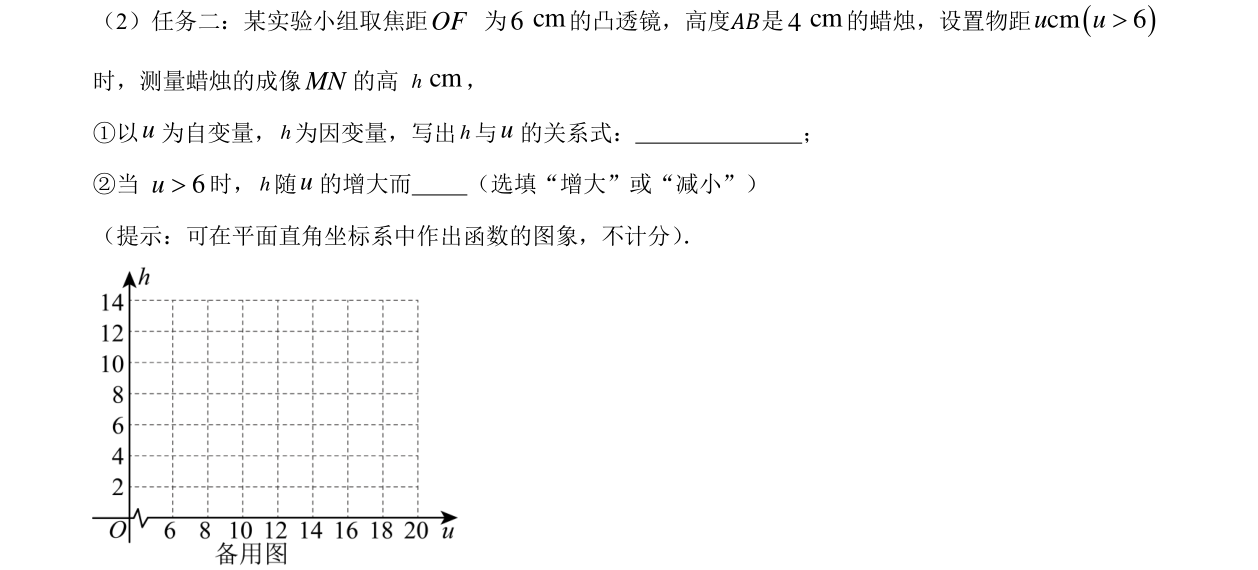 （2）任务二：某实验小组取焦距OF 为6 cm的凸透镜，高度AB是4 cm的蜡烛，设置物距ucm(u＞6)
时，测量蜡烛的成像MN的高 h cm，
①以u为自变量，h为因变量，写出h与u的关系式：_______________；
②当 u＞6时，h随u的增大而_____（选填“增大”或“减小”）
（提示：可在平面直角坐标系中作出函数的图象，不计分）．
h
14
12
10
8
6
4
2
O 6 8 10 12 14 16 18 20 u
备用图